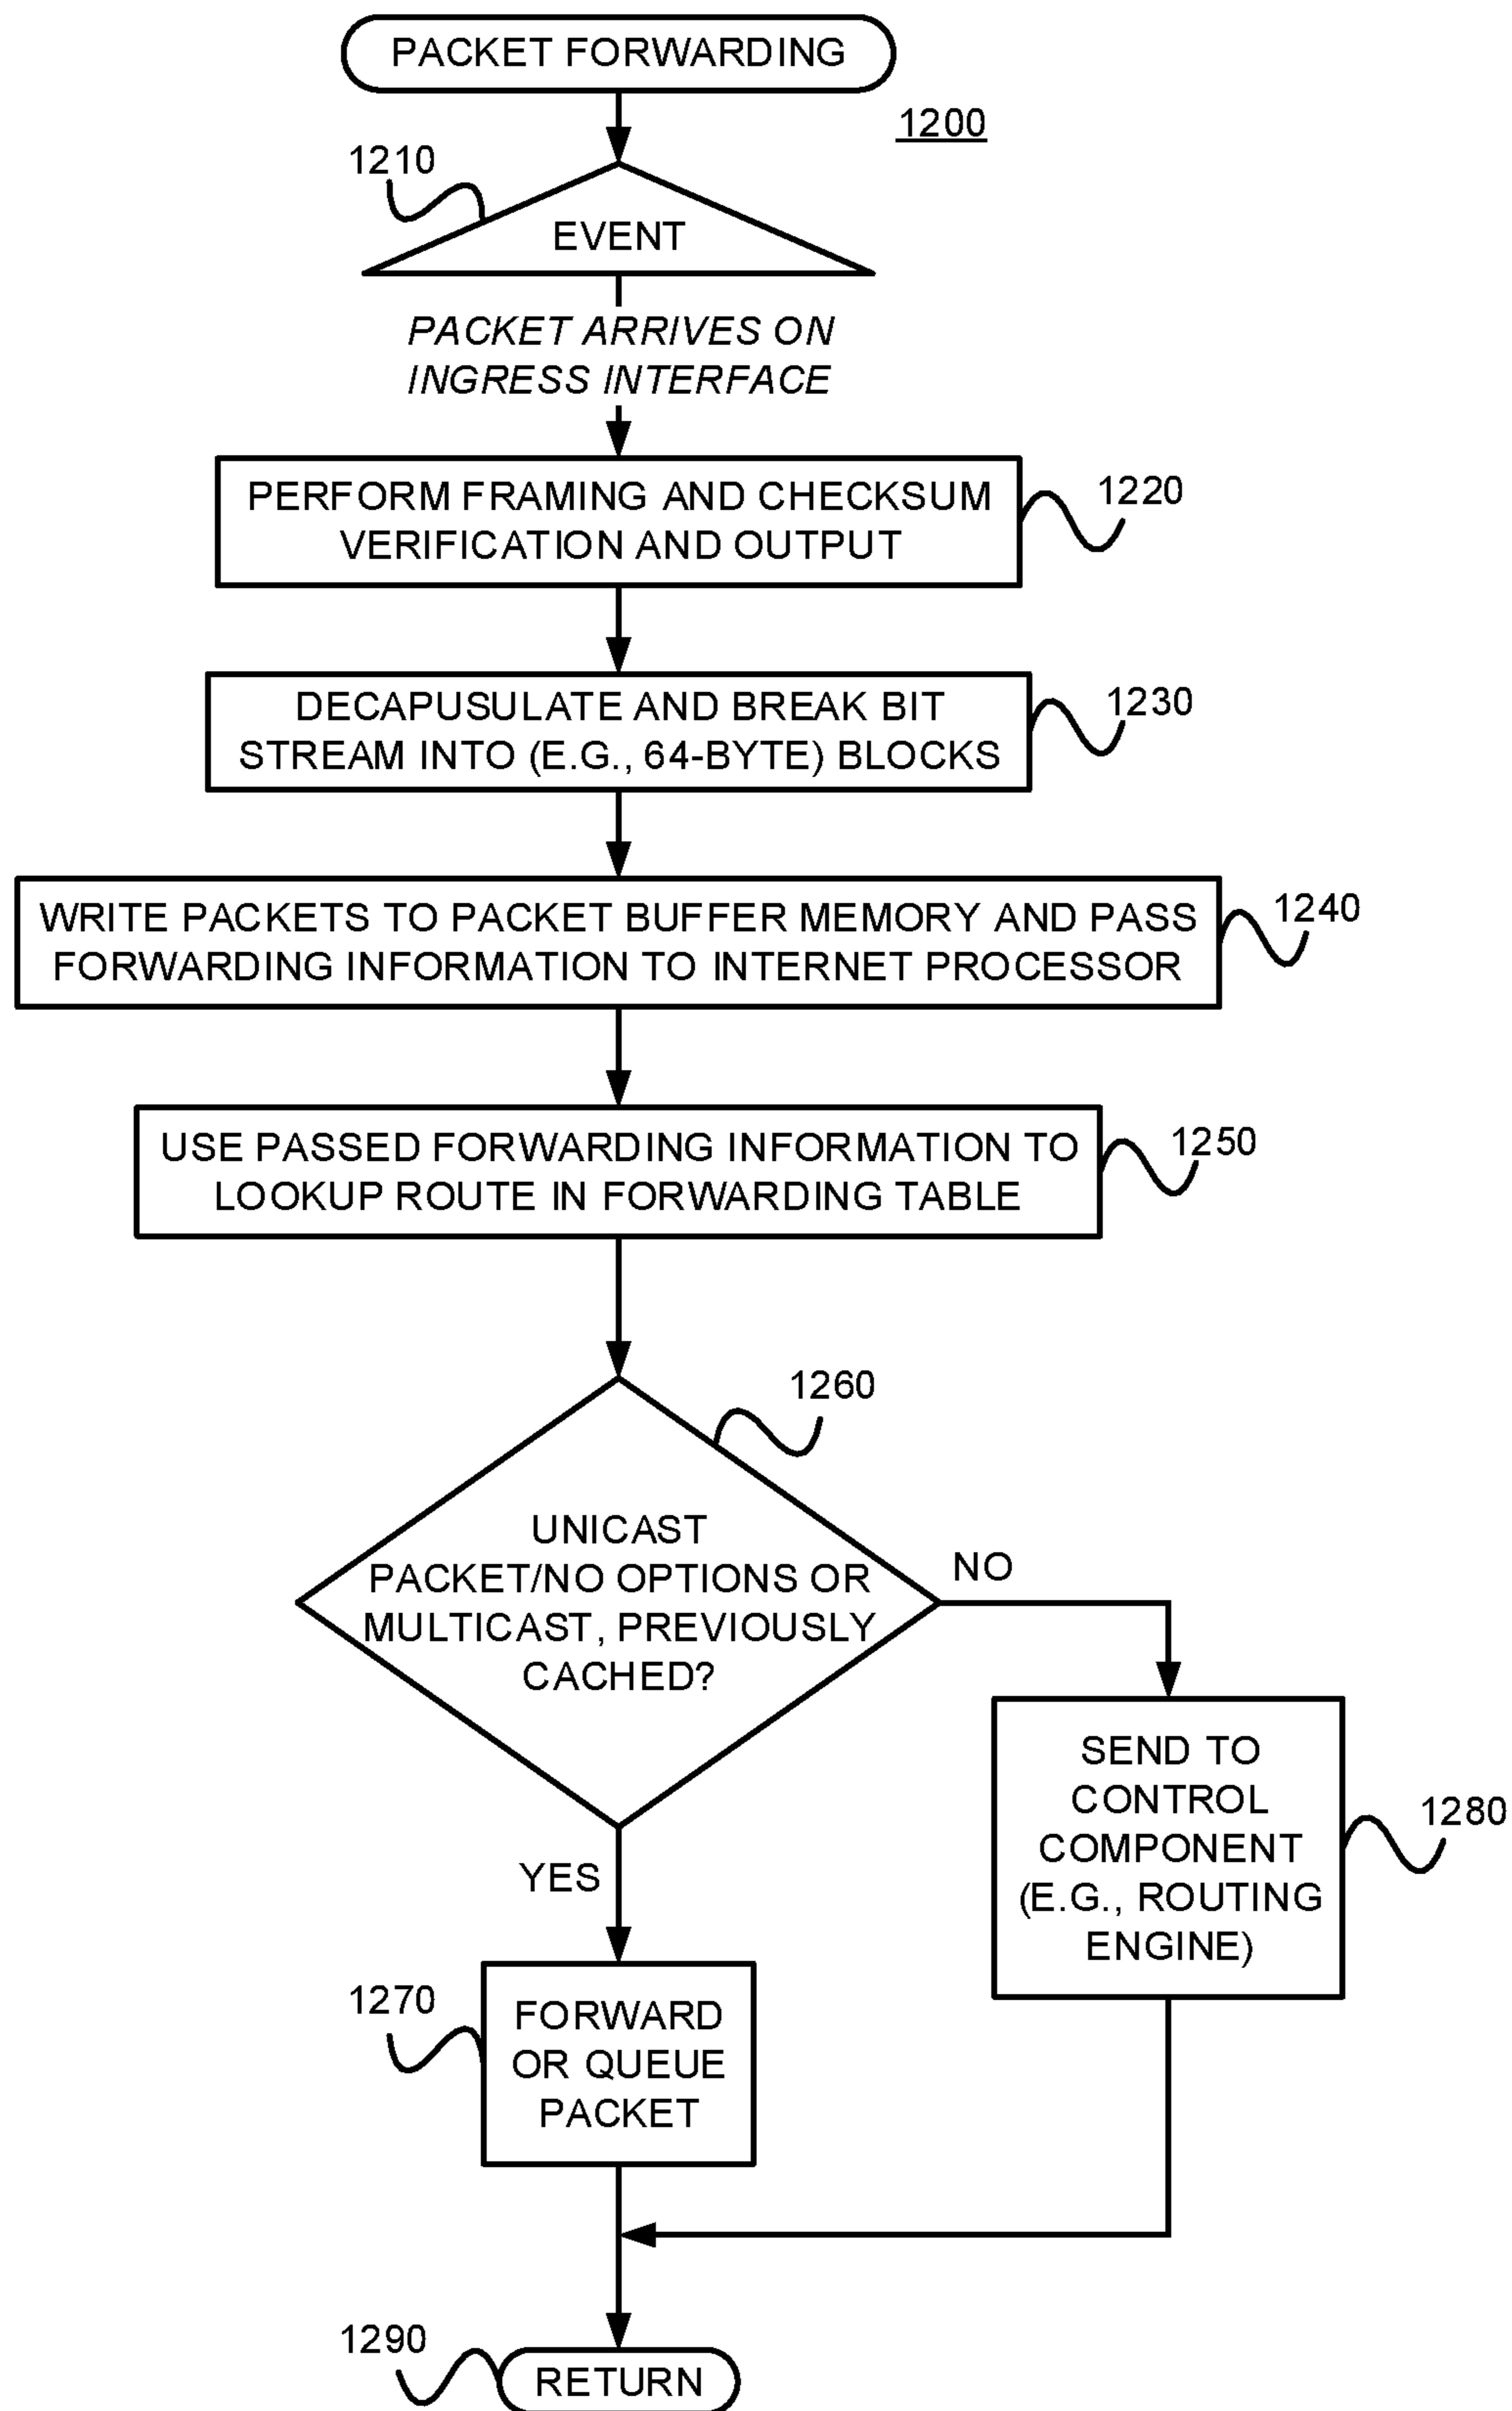 PACKET FORWARDING
1200
1210
EVENT
PACKET ARRIVES ON
INGRESS INTERFACE
PERFORM FRAMING AND CHECKSUM
VERIFICATION AND OUTPUT
1220
DECAPUSULATE AND BREAK BIT
STREAM INTO (E.G., 64-BYTE) BLOCKS
1230
WRITE PACKETS TO PACKET BUFFER MEMORY AND PASS
FORWARDING INFORMATION TO INTERNET PROCESSOR
1240
USE PASSED FORWARDING INFORMATION TO
LOOKUP ROUTE IN FORWARDING TABLE
1250
1260
UNICAST
PACKET/NO OPTIONS OR
MULTICAST, PREVIOUSLY
CACHED?
NO
SEND TO
CONTROL
COMPONENT
(E.G., ROUTING
ENGINE)
1280
YES
1270
FORWARD
OR QUEUE
PACKET
1290
RETURN